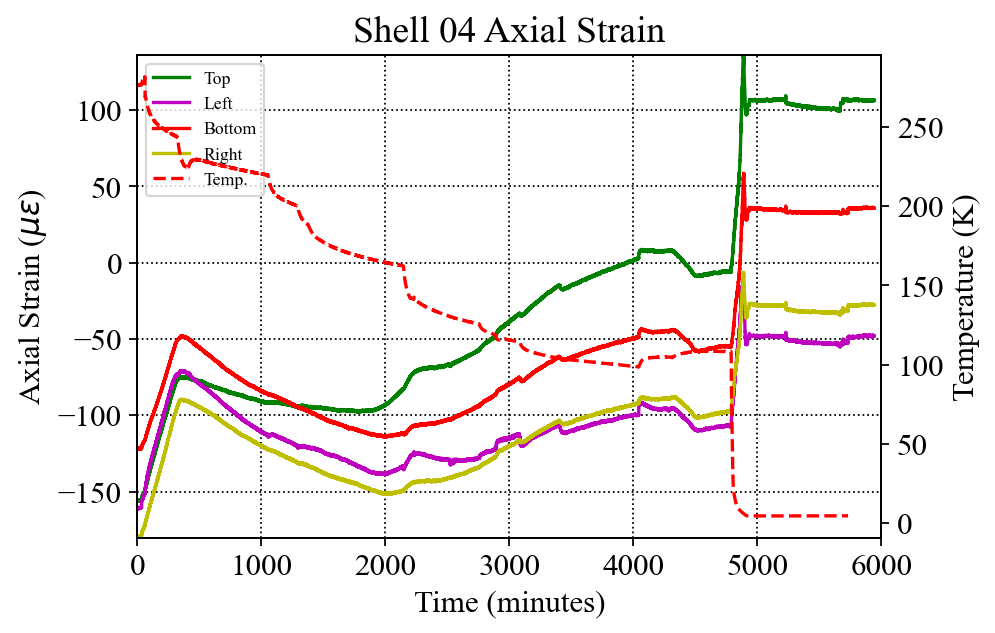 Shell 04 Axial Strain
Top
Left
Bottom
Right
Temp.
100
50
0
−50
−100
−150
Axial Strain (με)
250
200
150
100
50
0
Temperature (K)
0 1000 2000 3000 4000 5000 6000
Time (minutes)